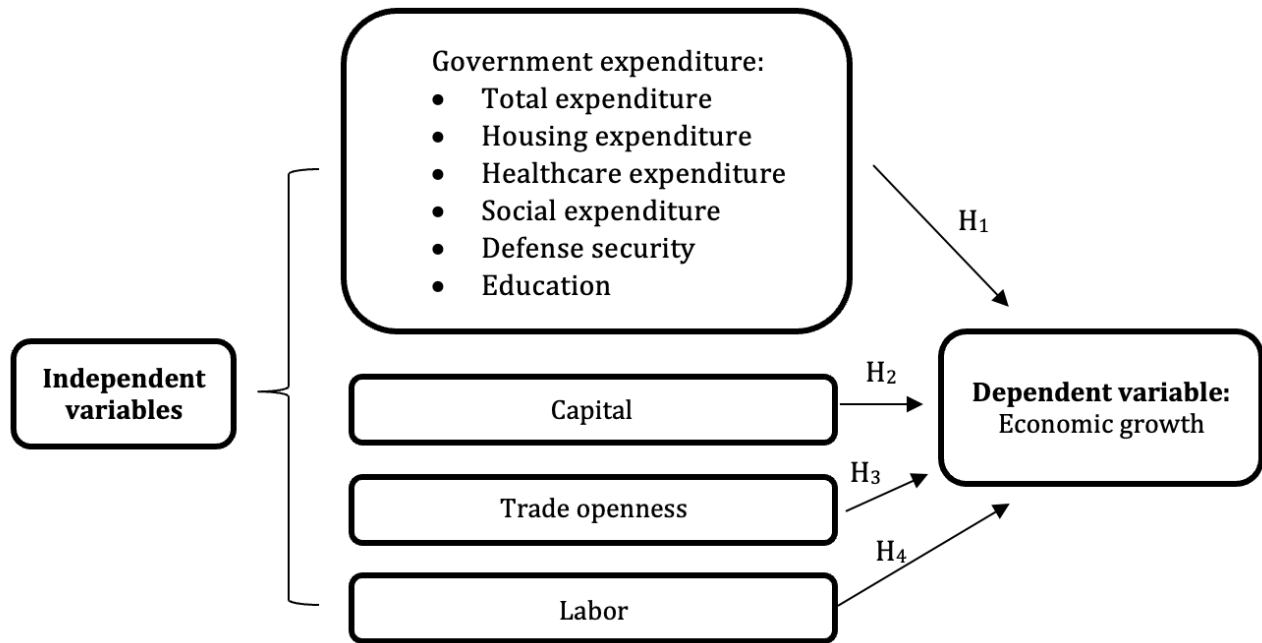 Government expenditure:
• Total expenditure
• Housing expenditure
• Healthcare expenditure
• Social expenditure
• Defense security
• Education
H₁
Independent
variables
Capital
H₂
Dependent variable:
Economic growth
Trade openness
H₃
Labor
H₄